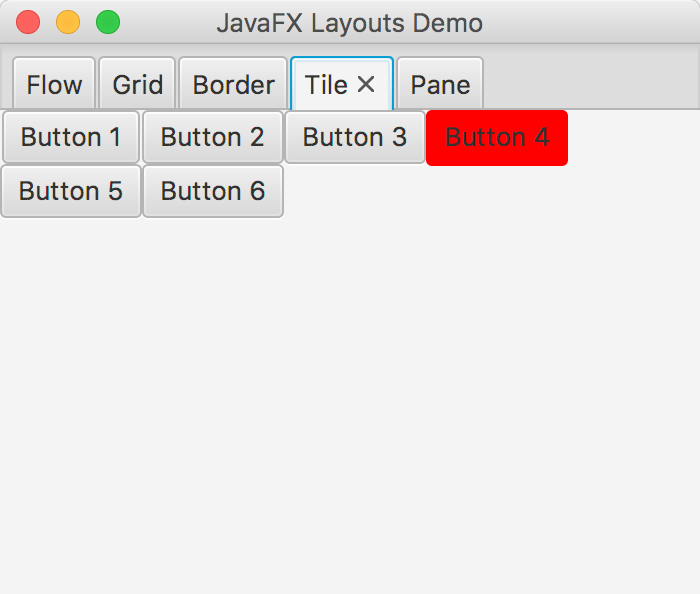 JavaFX Layouts Demo
Flow Grid Border Tile Pane
Button 1 Button 2 Button 3 Button 4
Button 5 Button 6